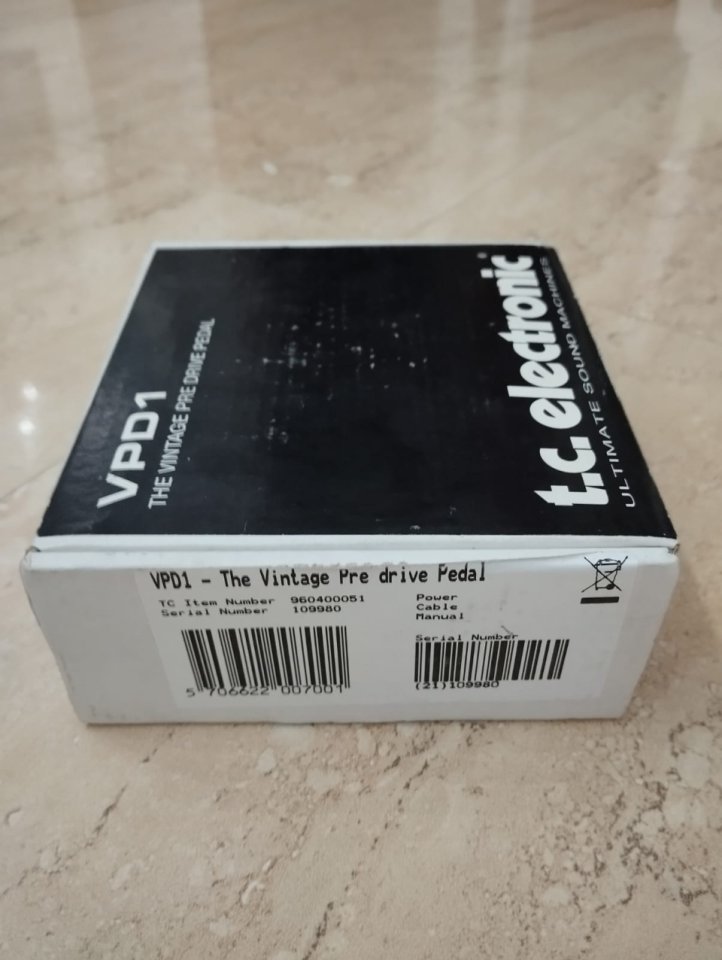 VPD1
THE VINTAGE PRE DRIVE PEDAL
t.c. electronic®
ULTIMATE SOUND MACHINES
VPD1 - The Vintage Pre drive Pedal
TC Item Number 960400051
Serial Number 109980
Power
Cable
Manual
Serial Number
5 706622 007001
(21)109980